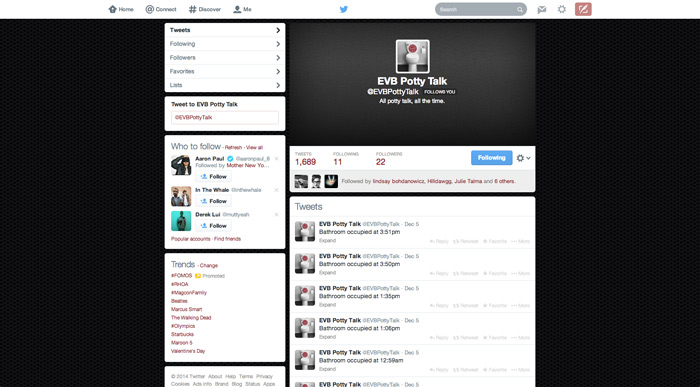 Home Connect Discover Me Search
Tweets
Following
Followers
Favorites
Lists
Tweet to EVB Potty Talk
@EVBPottyTalk
Who to follow · Refresh · View all
Aaron Paul @aaronpaul_8
Followed by Mother New Yo...
Follow
In The Whale @inthewhale
Follow
Derek Lui @muttyeah
Follow
Popular accounts · Find friends
Trends · Change
#FOMOS Promoted
#RHOA
#MagconFamily
Beatles
Marcus Smart
The Walking Dead
#Olympics
Starbucks
Maroon 5
Valentine's Day
© 2014 Twitter About Help Terms Privacy
Cookies Ads info Brand Blog Status Apps
EVB Potty Talk
@EVBPottyTalk FOLLOWS YOU
All potty talk, all the time.
TWEETS FOLLOWING FOLLOWERS
1,689 11 22
Following
Followed by lindsay bohdanowicz, Hilldawgg, Julie Talma and 6 others.
Tweets
EVB Potty Talk @EVBPottyTalk · Dec 5
Bathroom occupied at 3:51pm
Expand Reply Retweet Favorite More
EVB Potty Talk @EVBPottyTalk · Dec 5
Bathroom occupied at 3:50pm
Expand Reply Retweet Favorite More
EVB Potty Talk @EVBPottyTalk · Dec 5
Bathroom occupied at 1:35pm
Expand Reply Retweet Favorite More
EVB Potty Talk @EVBPottyTalk · Dec 5
Bathroom occupied at 1:06pm
Expand Reply Retweet Favorite More
EVB Potty Talk @EVBPottyTalk · Dec 5
Bathroom occupied at 12:59am
Expand Reply Retweet Favorite More
EVB Potty Talk @EVBPottyTalk · Dec 5